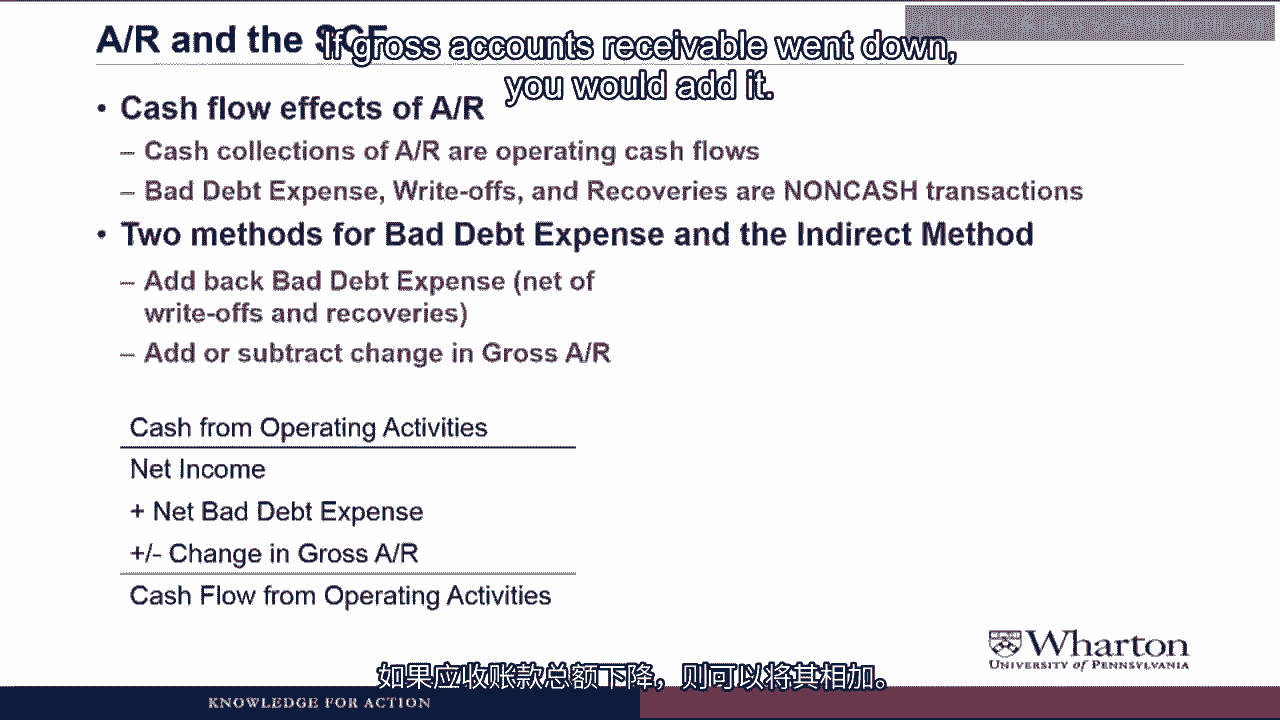 A/R and the SCF
If gross accounts receivable went down,
you would add it.
• Cash flow effects of A/R
– Cash collections of A/R are operating cash flows
– Bad Debt Expense, Write-offs, and Recoveries are NONCASH transactions
• Two methods for Bad Debt Expense and the Indirect Method
– Add back Bad Debt Expense (net of
write-offs and recoveries)
– Add or subtract change in Gross A/R
Cash from Operating Activities
Net Income
+ Net Bad Debt Expense
+/- Change in Gross A/R
Cash Flow from Operating Activities
Wharton
UNIVERSITY of PENNSYLVANIA
如果应收账款总额下降，则可以将其相加。
KNOWLEDGE FOR ACTION